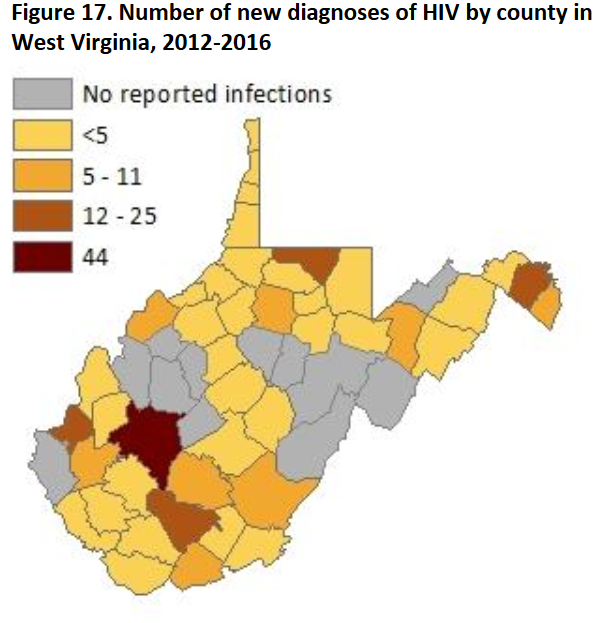 Figure 17. Number of new diagnoses of HIV by county in
West Virginia, 2012-2016
No reported infections
<5
5 - 11
12 - 25
44